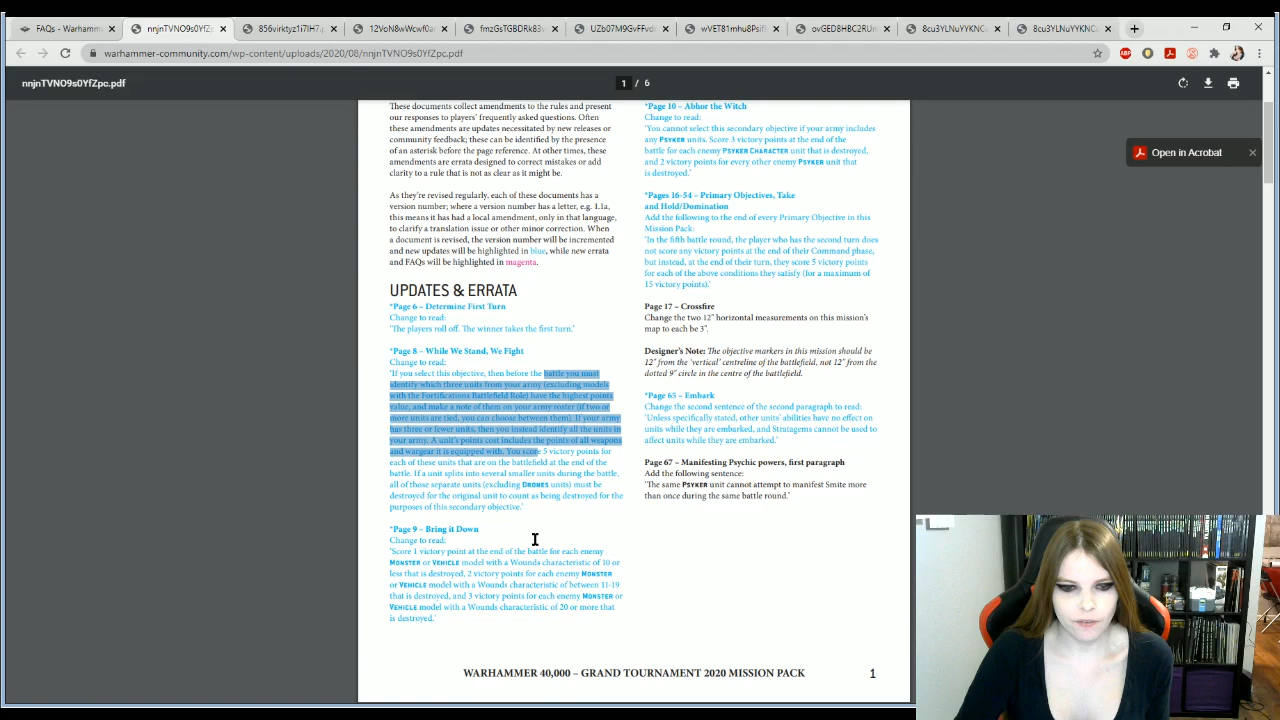 FAQs - Warhamm
nnjnTVNO9s0YfZpc.
12VoN8wWcwf0a
8cu3YLNuYYKNC
8cu3YLNuYYKNC
warhammer-community.com/wp-content/uploads/2020/08/nnjnTVNO9s0YfZpc.pdf
nnjnTVNO9s0YfZpc.pdf
1 / 6
Open in Acrobat
These documents collect amendments to the rules and present
our responses to players' frequently asked questions. Often
these amendments are updates necessitated by new releases or
community feedback; these can be identified by the presence
of an asterisk before the page reference. At other times, these
amendments are errata designed to correct mistakes or add
clarity to a rule that is not as clear as it might be.
As they're revised regularly, each of these documents has a
version number; where a version number has a letter, e.g. 1.1a,
this means it has had a local amendment, only in that language,
to clarify a translation issue or other minor correction. When
a document is revised, the version number will be incremented
and new updates will be highlighted in blue, while new errata
and FAQs will be highlighted in magenta.
UPDATES & ERRATA
*Page 6 – Determine First Turn
Change to read:
'The players roll off. The winner takes the first turn.'
*Page 8 – While We Stand, We Fight
Change to read:
'If you select this objective, then before the battle you must
identify which three units from your army (excluding models
with the Fortifications Battlefield Role) have the highest points
value, and make a note of them on your army roster (if two or
more units are tied, you can choose between them). If your army
has three or fewer units, then you instead identify all the units in
your army. A unit's points cost includes the points of all weapons
and wargear it is equipped with. You score 5 victory points for
each of these units that are on the battlefield at the end of the
battle. If a unit splits into several smaller units during the battle,
all of those separate units (excluding DRONES units) must be
destroyed for the original unit to count as being destroyed for the
purposes of this secondary objective.'
*Page 9 – Bring it Down
Change to read:
'Score 1 victory point at the end of the battle for each enemy
MONSTER or VEHICLE model with a Wounds characteristic of 10 or
less that is destroyed, 2 victory points for each enemy MONSTER
or VEHICLE model with a Wounds characteristic of between 11-19
that is destroyed, and 3 victory points for each enemy MONSTER or
VEHICLE model with a Wounds characteristic of 20 or more that
is destroyed.'
*Page 10 – Abhor the Witch
Change to read:
'You cannot select this secondary objective if your army includes
any PSYKER units. Score 3 victory points at the end of the
battle for each enemy PSYKER CHARACTER unit that is destroyed,
and 2 victory points for every other enemy PSYKER unit that
is destroyed.'
*Pages 16-54 – Primary Objectives, Take
and Hold/Domination
Add the following to the end of every Primary Objective in this
Mission Pack:
'In the fifth battle round, the player who has the second turn does
not score any victory points at the end of their Command phase,
but instead, at the end of their turn, they score 5 victory points
for each of the above conditions they satisfy (for a maximum of
15 victory points).'
Page 17 – Crossfire
Change the two 12" horizontal measurements on this mission's
map to each be 3".
Designer's Note: The objective markers in this mission should be
12" from the 'vertical' centreline of the battlefield, not 12" from the
dotted 9" circle in the centre of the battlefield.
*Page 65 – Embark
Change the second sentence of the second paragraph to read:
'Unless specifically stated, other units' abilities have no effect on
units while they are embarked, and Stratagems cannot be used to
affect units while they are embarked.'
Page 67 – Manifesting Psychic powers, first paragraph
Add the following sentence:
'The same PSYKER unit cannot attempt to manifest Smite more
than once during the same battle round.'
WARHAMMER 40,000 – GRAND TOURNAMENT 2020 MISSION PACK
1